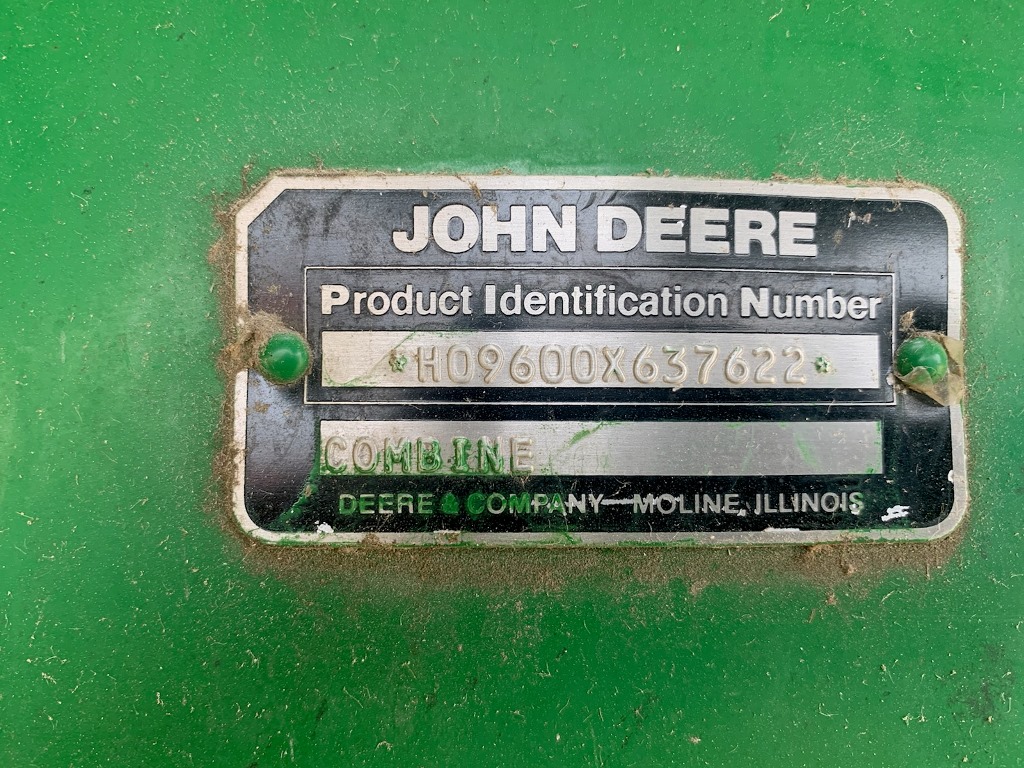 JOHN DEERE
Product Identification Number
*H09600X637622*
COMBINE
DEERE & COMPANY MOLINE, ILLINOIS